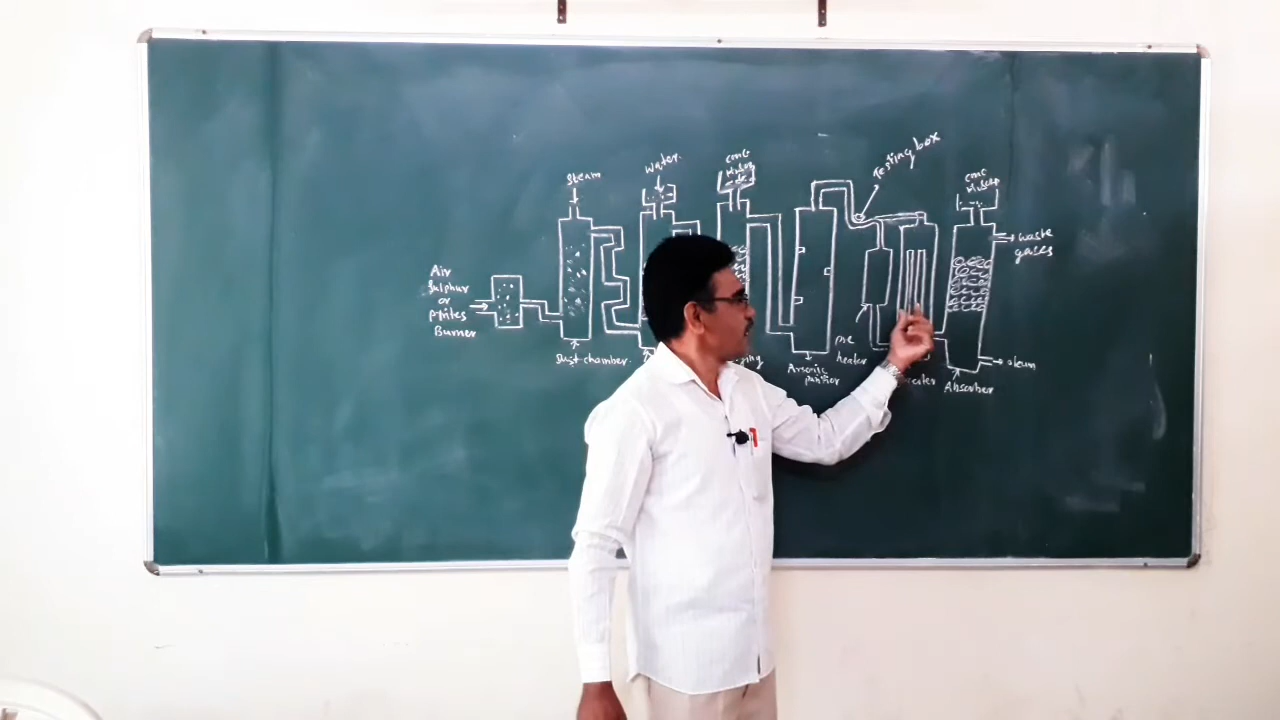 Steam
Water.
conc
H2SO4
Testing box
conc
H2SO4
Air
Sulphur
or
pyrites
Burner
Dust chamber.
Arsenic
purifier
pre
heater
Absorber
waste
gases
oleum